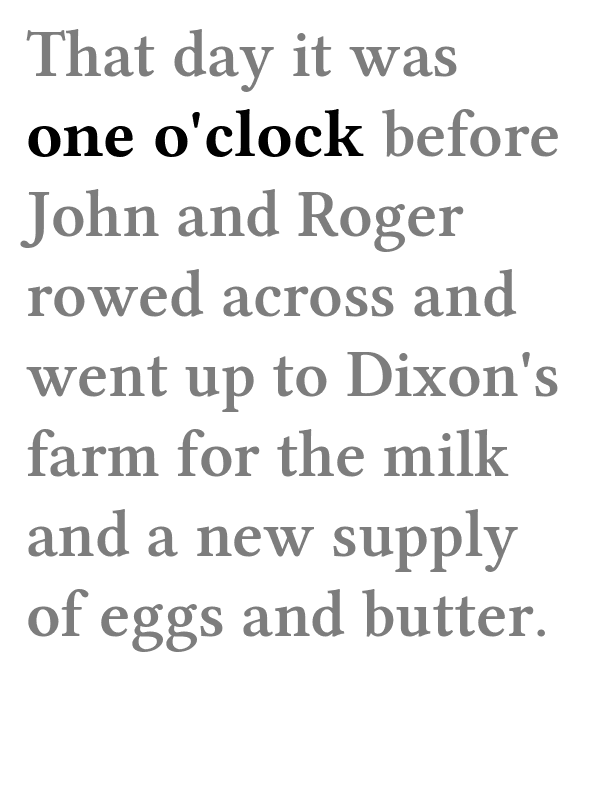 That day it was
one o'clock before
John and Roger
rowed across and
went up to Dixon's
farm for the milk
and a new supply
of eggs and butter.